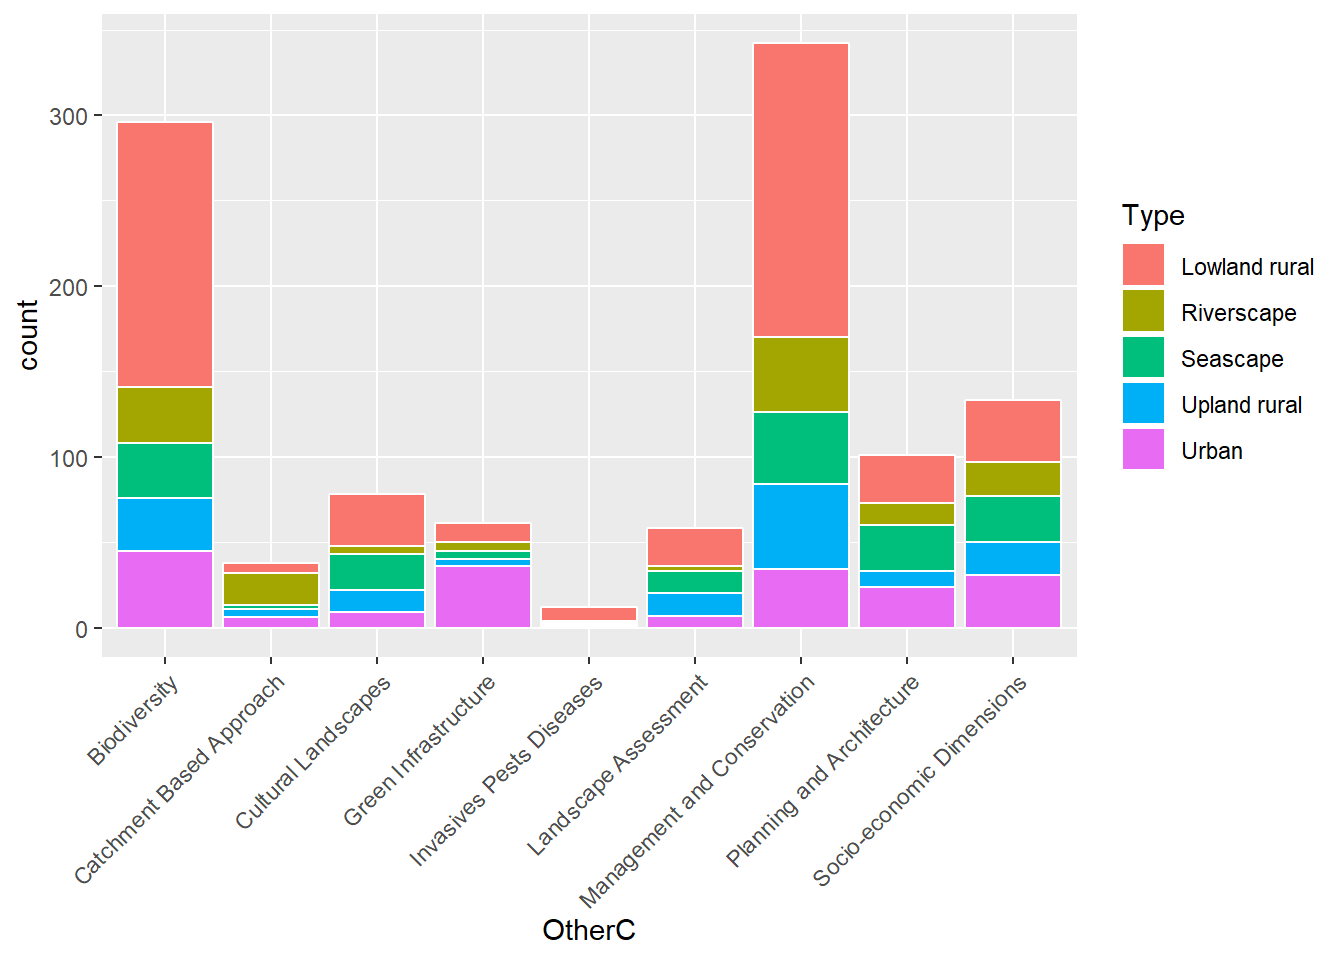 count
300
200
100
0
Biodiversity
Catchment Based Approach
Cultural Landscapes
Green Infrastructure
Invasives Pests Diseases
Landscape Assessment
Management and Conservation
Planning and Architecture
Socio-economic Dimensions
OtherC
Type
Lowland rural
Riverscape
Seascape
Upland rural
Urban